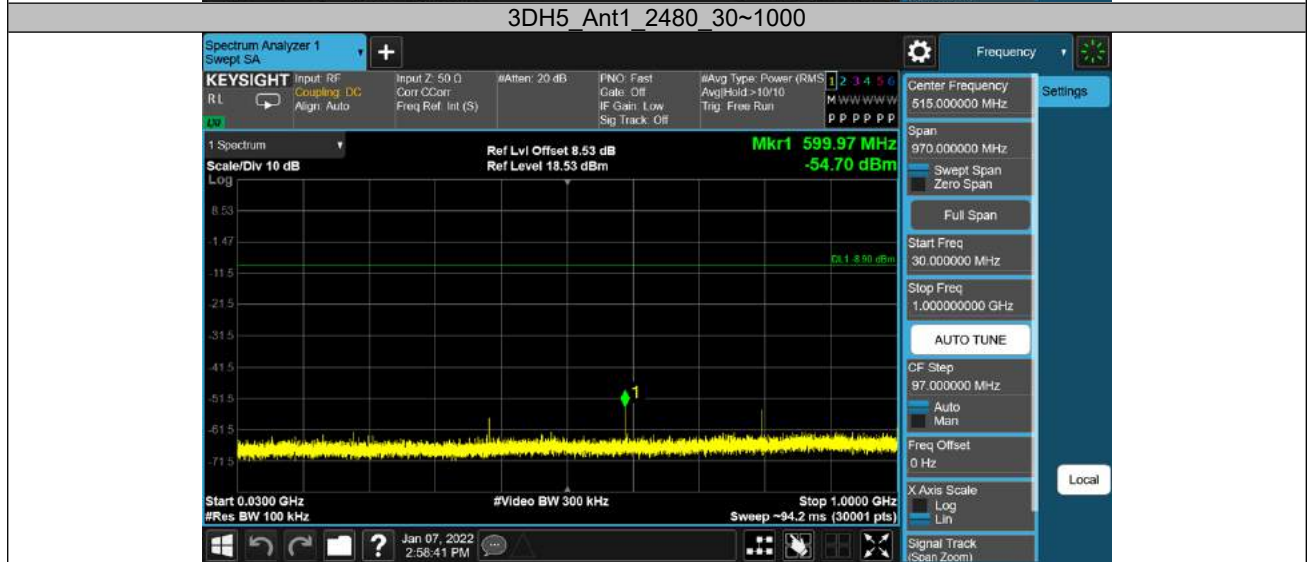 3DH5_Ant1_2480_30~1000
Spectrum Analyzer 1
Swept SA
+
Frequency
KEYSIGHT
RL
Input: RF
Coupling: DC
Align: Auto
Input Z: 50 Ω
Corr CCorr
Freq Ref: Int (S)
#Atten: 20 dB
PNO: Fast
Gate: Off
IF Gain: Low
Sig Track: Off
#Avg Type: Power (RMS
Avg|Hold:>10/10
Trig: Free Run
1 2 3 4 5 6
M W W W W W
P P P P P P
1 Spectrum
Scale/Div 10 dB
Log
Ref Lvl Offset 8.53 dB
Ref Level 18.53 dBm
Mkr1 599.97 MHz
-54.70 dBm
8.53
-1.47
DL1 -8.90 dBm
-11.5
-21.5
-31.5
-41.5
1
-51.5
-61.5
-71.5
Start 0.0300 GHz
#Res BW 100 kHz
#Video BW 300 kHz
Stop 1.0000 GHz
Sweep ~94.2 ms (30001 pts)
?
Jan 07, 2022
2:58:41 PM
Center Frequency
515.000000 MHz
Settings
Span
970.000000 MHz
Swept Span
Zero Span
Full Span
Start Freq
30.000000 MHz
Stop Freq
1.000000000 GHz
AUTO TUNE
CF Step
97.000000 MHz
Auto
Man
Freq Offset
0 Hz
X Axis Scale
Log
Lin
Local
Signal Track
(Span Zoom)